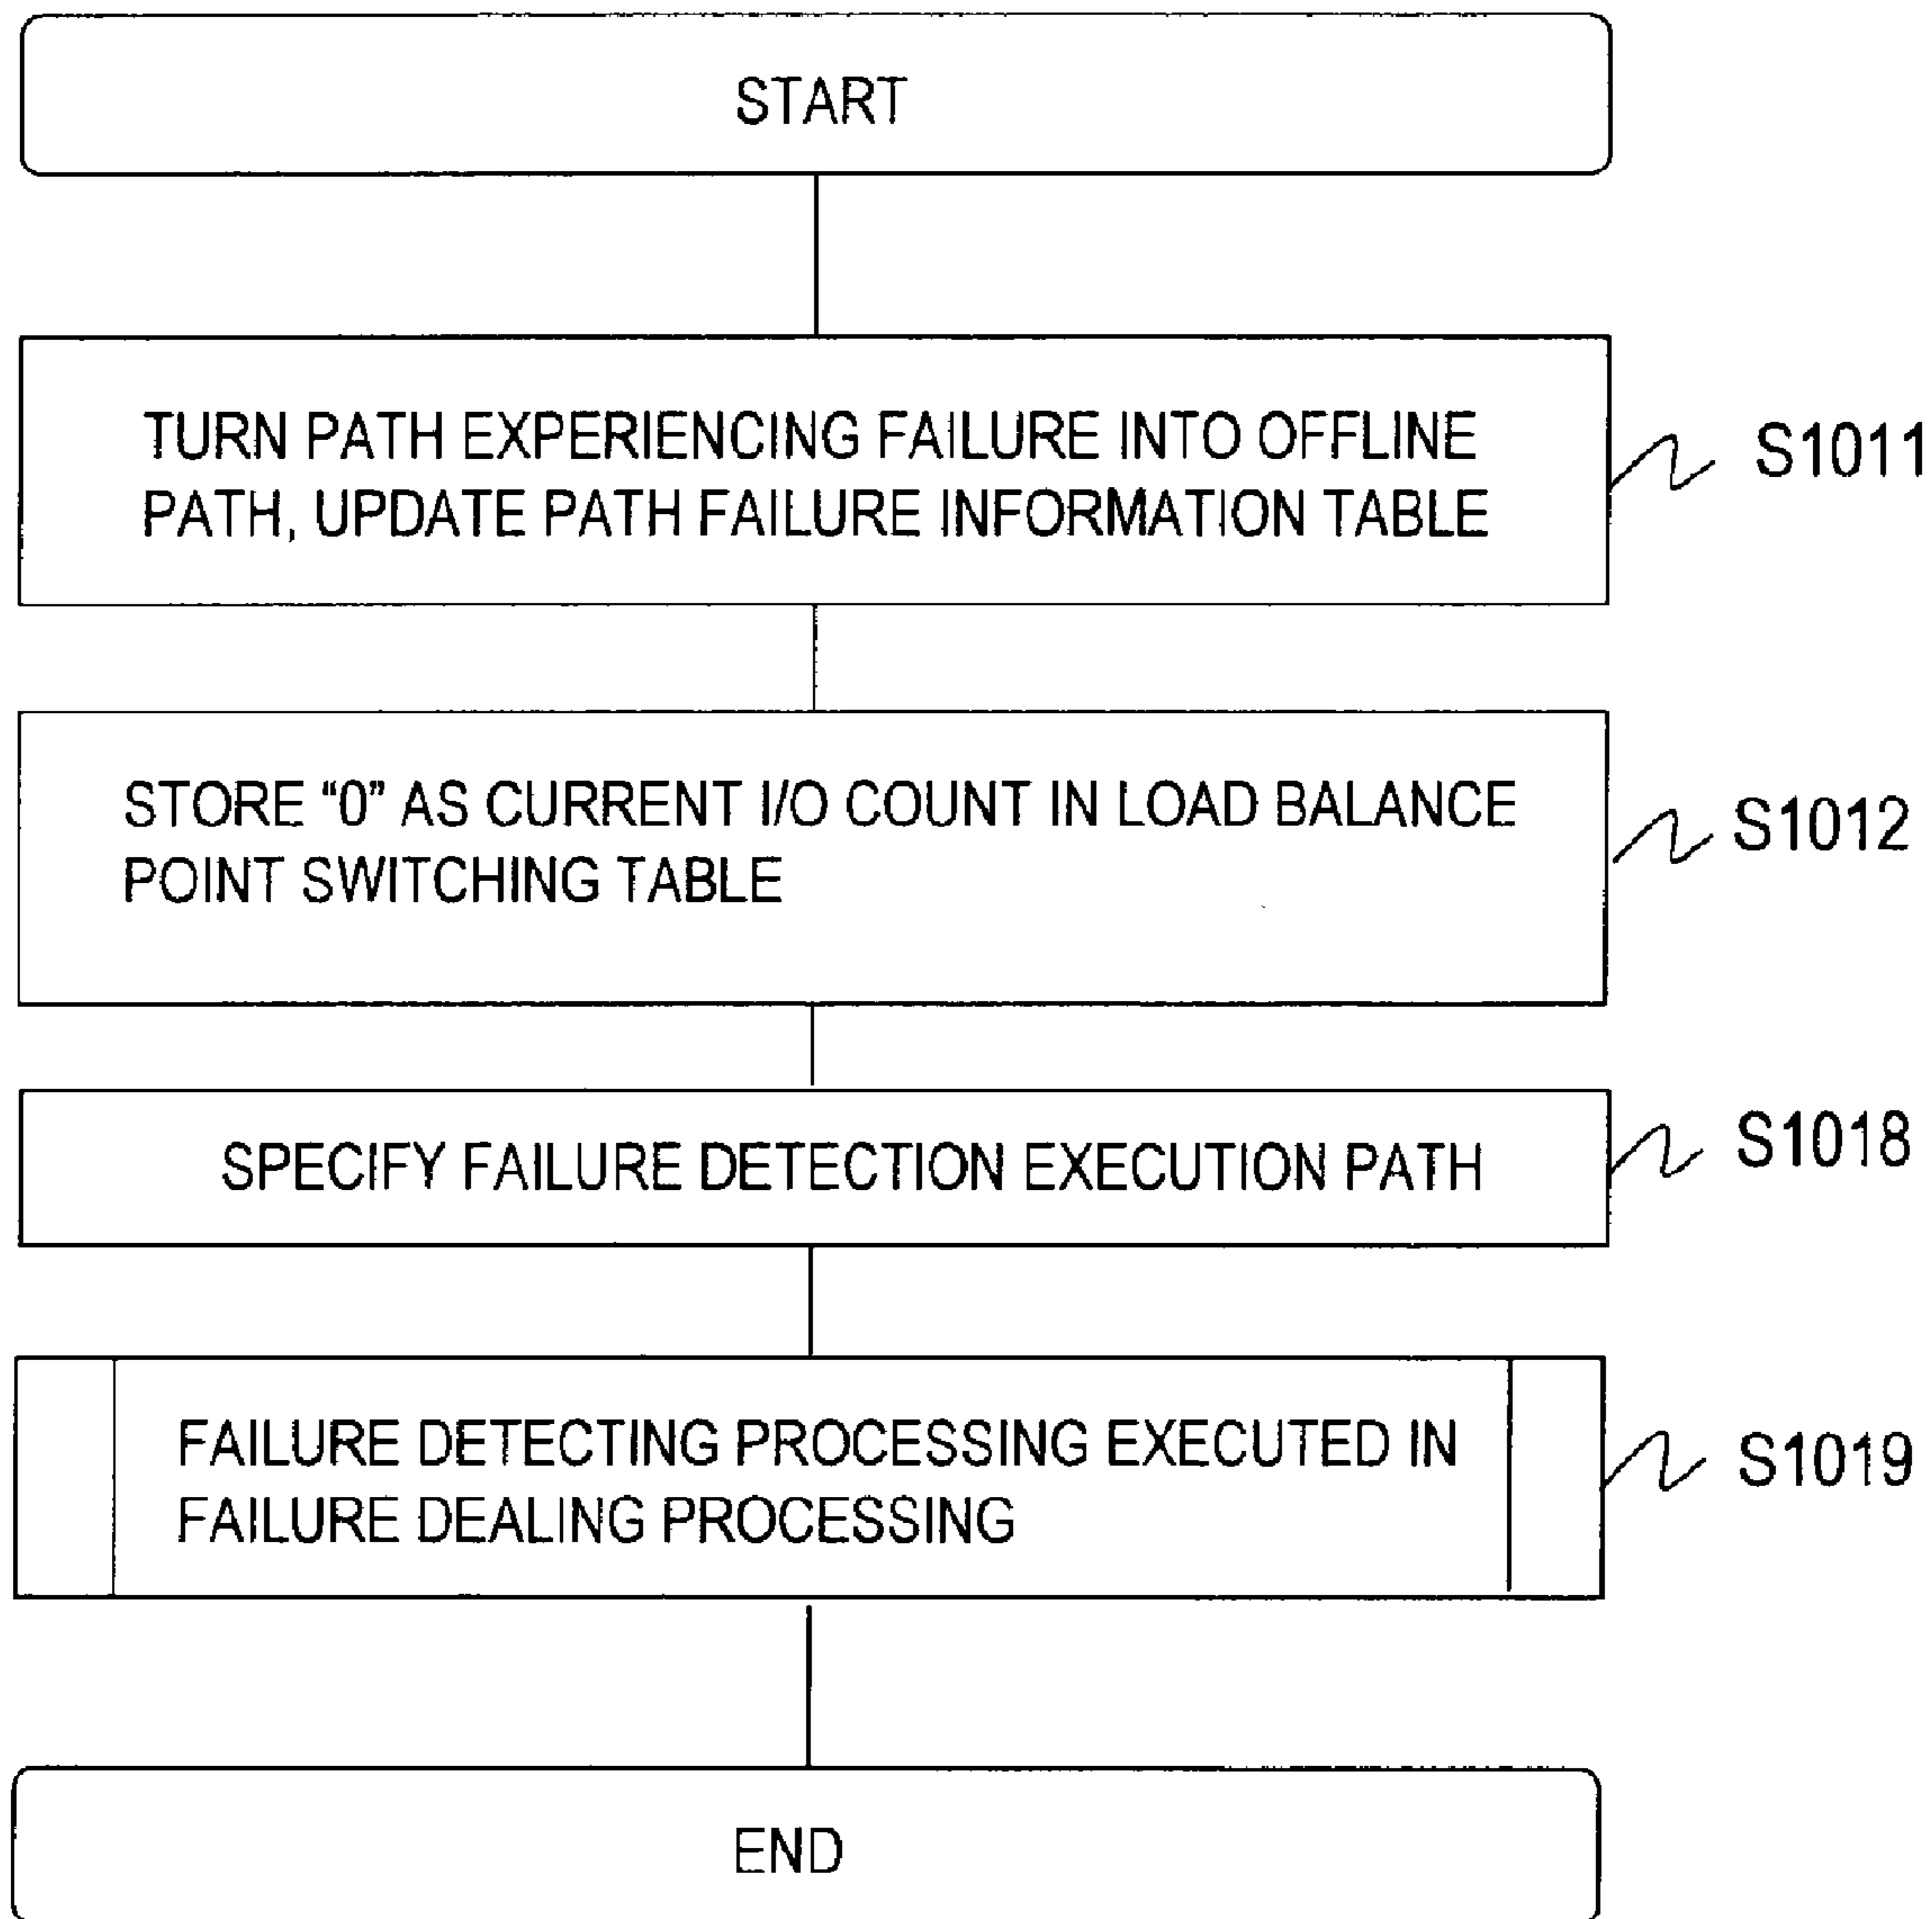 START
TURN PATH EXPERIENCING FAILURE INTO OFFLINE
PATH, UPDATE PATH FAILURE INFORMATION TABLE
S1011
STORE “0” AS CURRENT I/O COUNT IN LOAD BALANCE
POINT SWITCHING TABLE
S1012
SPECIFY FAILURE DETECTION EXECUTION PATH
S1018
FAILURE DETECTING PROCESSING EXECUTED IN
FAILURE DEALING PROCESSING
S1019
END